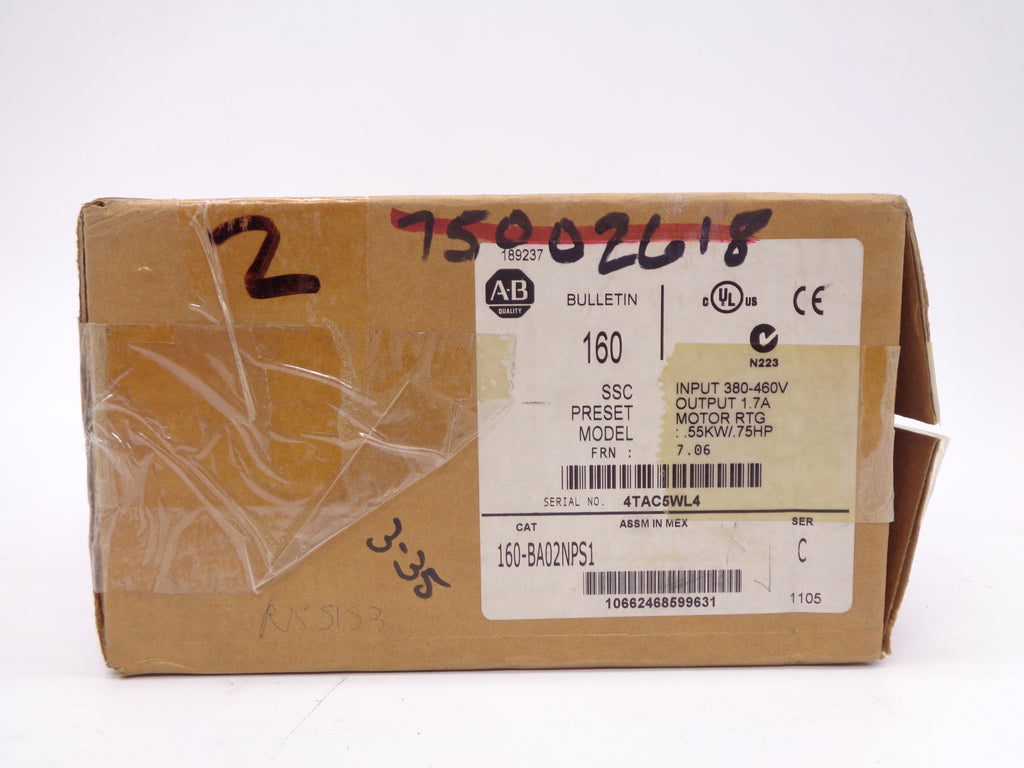 2
75002618
189237
A-B
QUALITY
BULLETIN
160
C UL US
CE
N223
SSC
PRESET
MODEL
FRN :
INPUT 380-460V
OUTPUT 1.7A
MOTOR RTG
: .55KW/.75HP
7.06
SERIAL NO. 4TAC5WL4
CAT
ASSM IN MEX
SER
160-BA02NPS1
C
10662468599631
1105
3.35